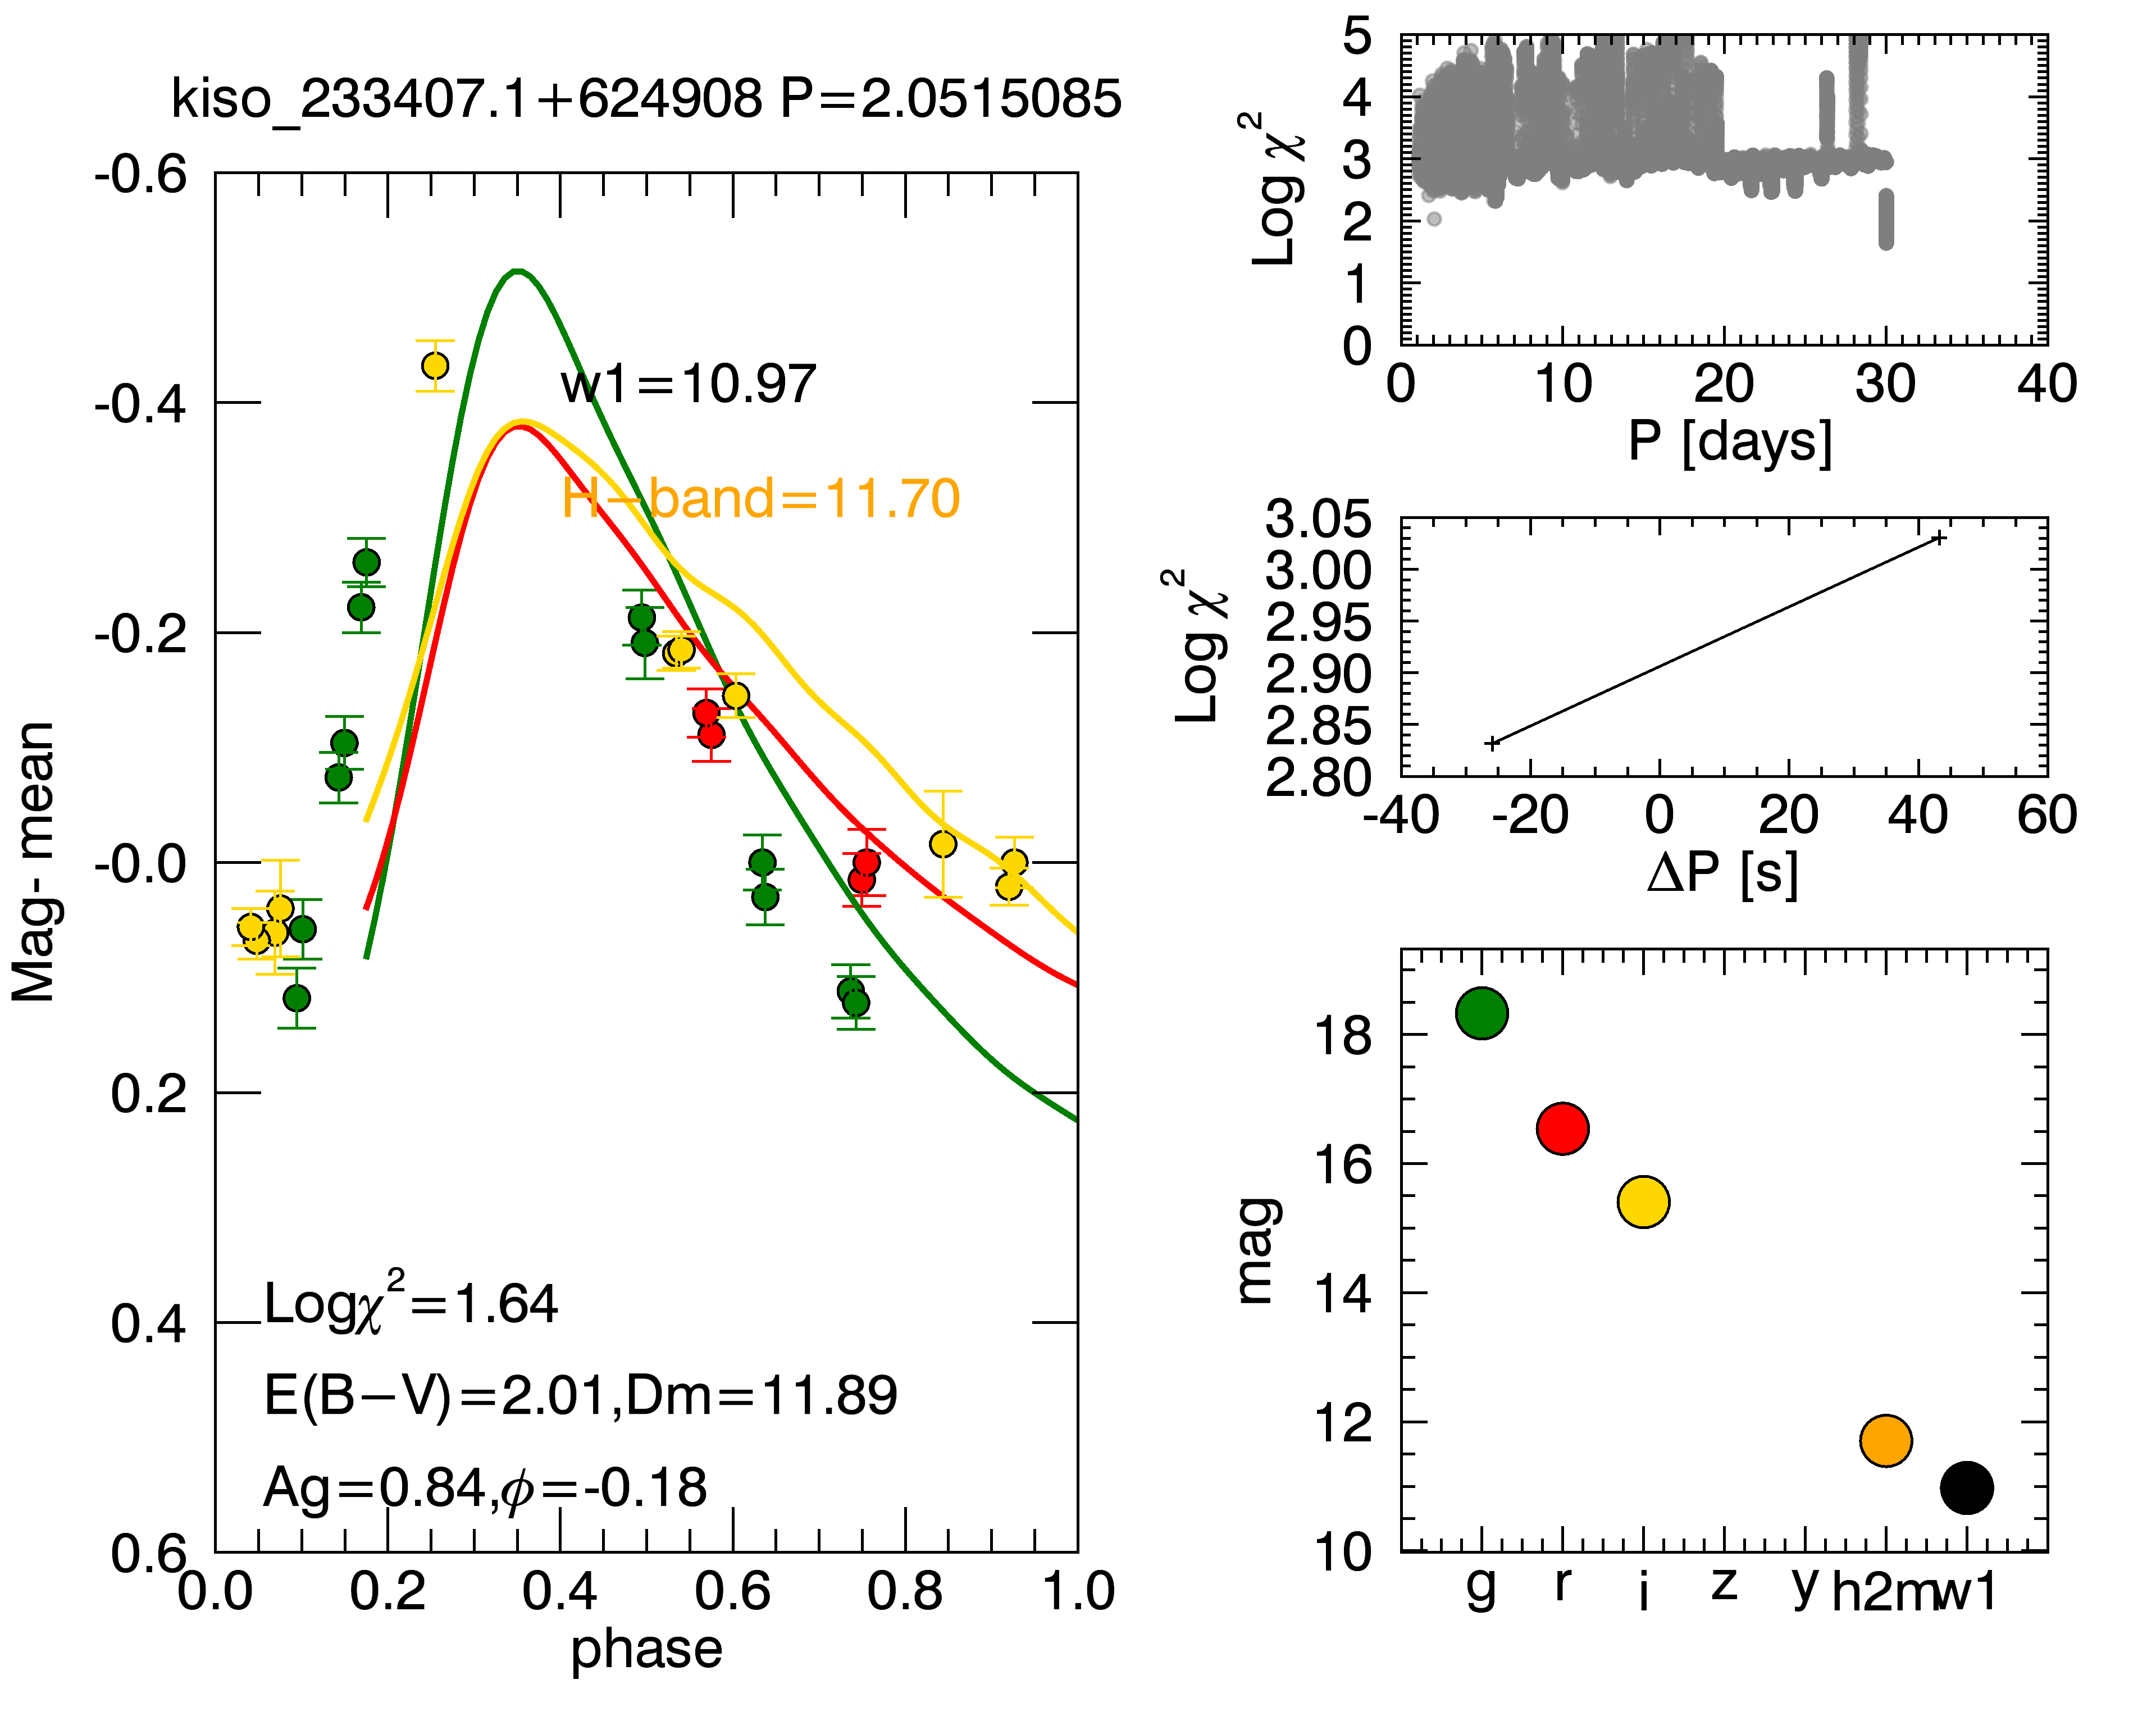 kiso_233407.1+624908 P=2.0515085
-0.6
-0.4
-0.2
-0.0
0.2
0.4
0.6
Mag- mean
w1=10.97
H-band=11.70
Logχ²=1.64
E(B-V)=2.01,Dm=11.89
Ag=0.84,ϕ=-0.18
0.0 0.2 0.4 0.6 0.8 1.0
phase
5
4
3
2
1
0
Log χ²
0 10 20 30 40
P [days]
3.05
3.00
2.95
2.90
2.85
2.80
Log χ²
-40 -20 0 20 40 60
ΔP [s]
18
16
14
12
10
mag
g r i z y h2m w1